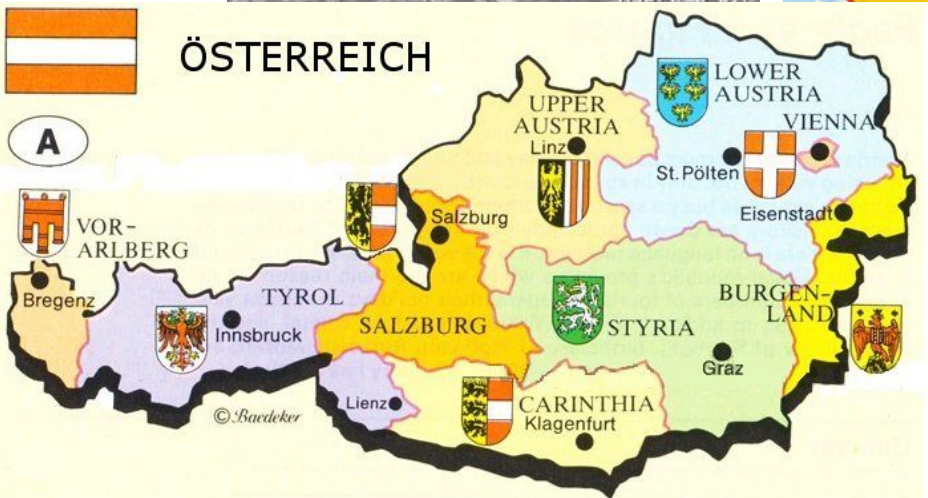 ÖSTERREICH
A
LOWER
AUSTRIA
UPPER
AUSTRIA
VIENNA
Linz
St. Pölten
Eisenstadt
Salzburg
VOR-
ARLBERG
Bregenz
TYROL
Innsbruck
SALZBURG
STYRIA
BURGEN-
LAND
Graz
Lienz
CARINTHIA
Klagenfurt
© Baedeker